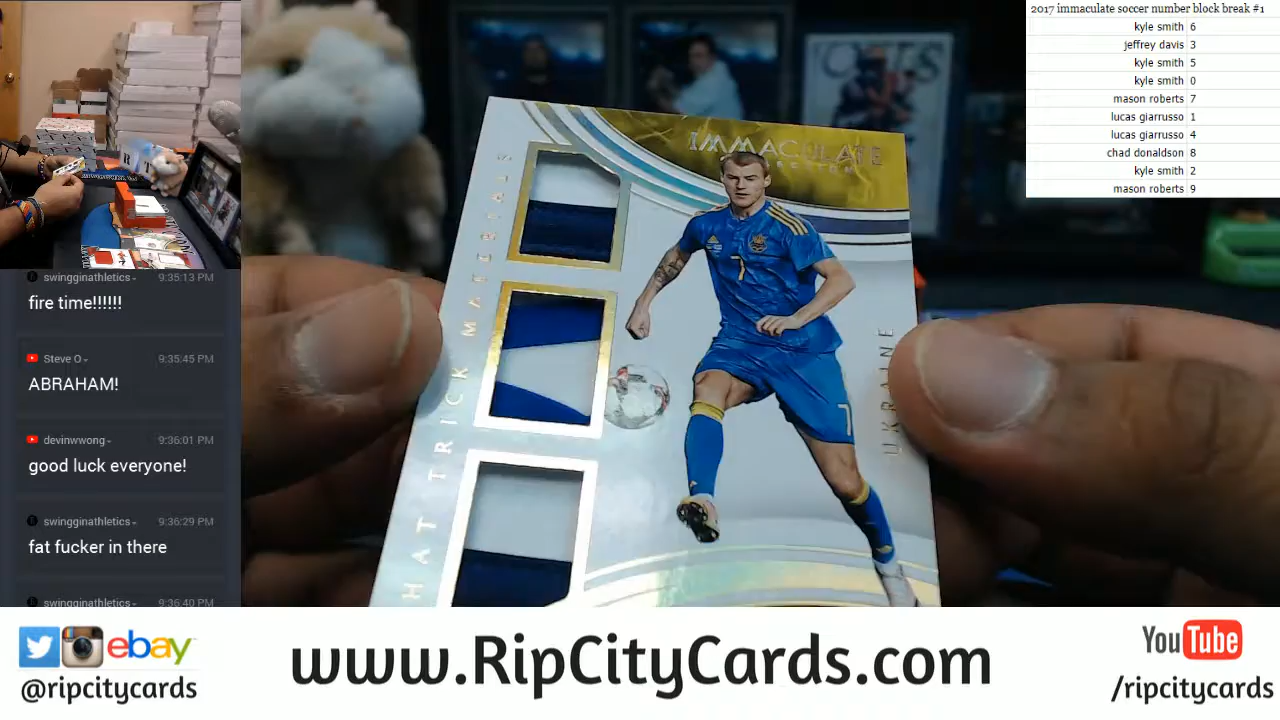 2017 immaculate soccer number block break #1
kyle smith 6
jeffrey davis 3
kyle smith 5
kyle smith 0
mason roberts 7
lucas giarrusso 1
lucas giarrusso 4
chad donaldson 8
kyle smith 2
mason roberts 9
swingginathletics 9:35:13 PM
fire time!!!!!!
Steve O 9:35:45 PM
ABRAHAM!
devinwwong 9:36:01 PM
good luck everyone!
swingginathletics 9:36:29 PM
fat fucker in there
swingginathletics 9:36:40 PM
IMMACULATE
COLLECTION
HAT TRICK MATERIALS
UKRAINE
7
7
ebay
@ripcitycards
www.RipCityCards.com
YouTube
/ripcitycards